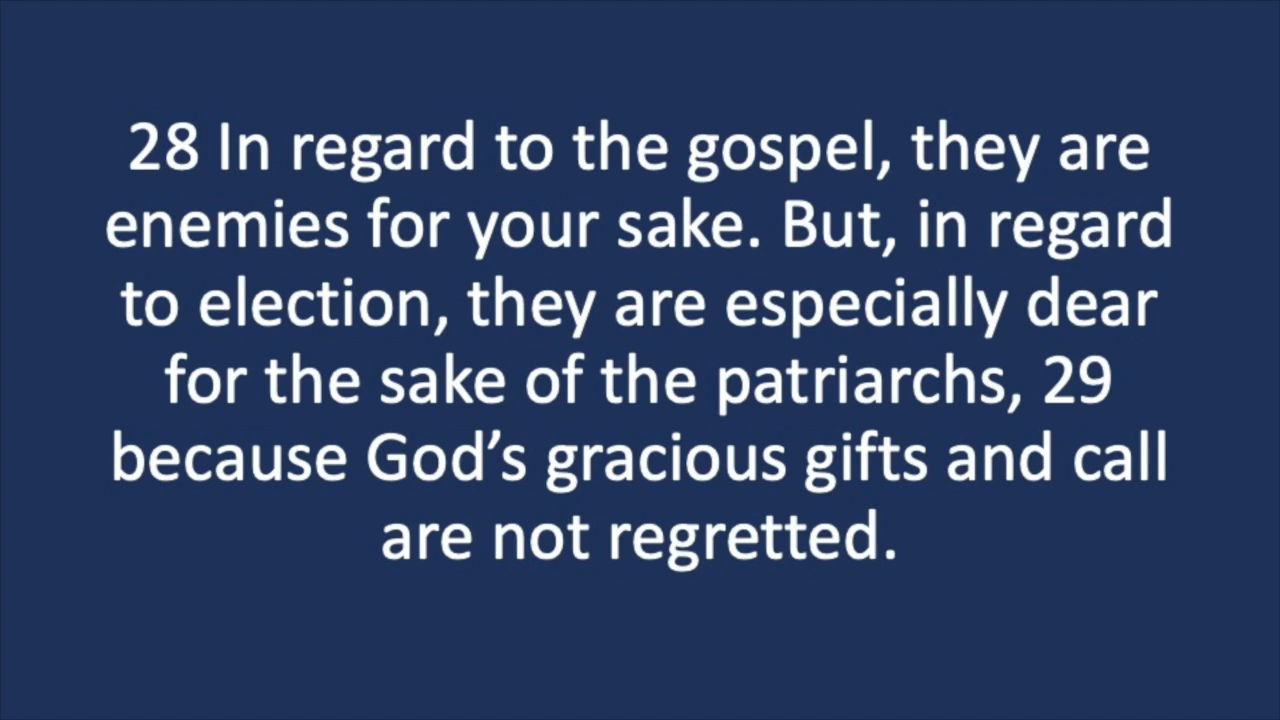 28 In regard to the gospel, they are
enemies for your sake. But, in regard
to election, they are especially dear
for the sake of the patriarchs, 29
because God’s gracious gifts and call
are not regretted.